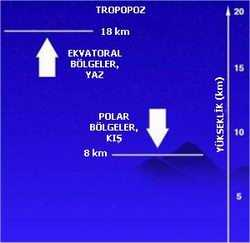 TROPOPOZ
20
18 km
EKVATORAL
BÖLGELER,
YAZ
15
YÜKSEKLİK (km)
POLAR
BÖLGELER,
KIŞ
10
8 km
5